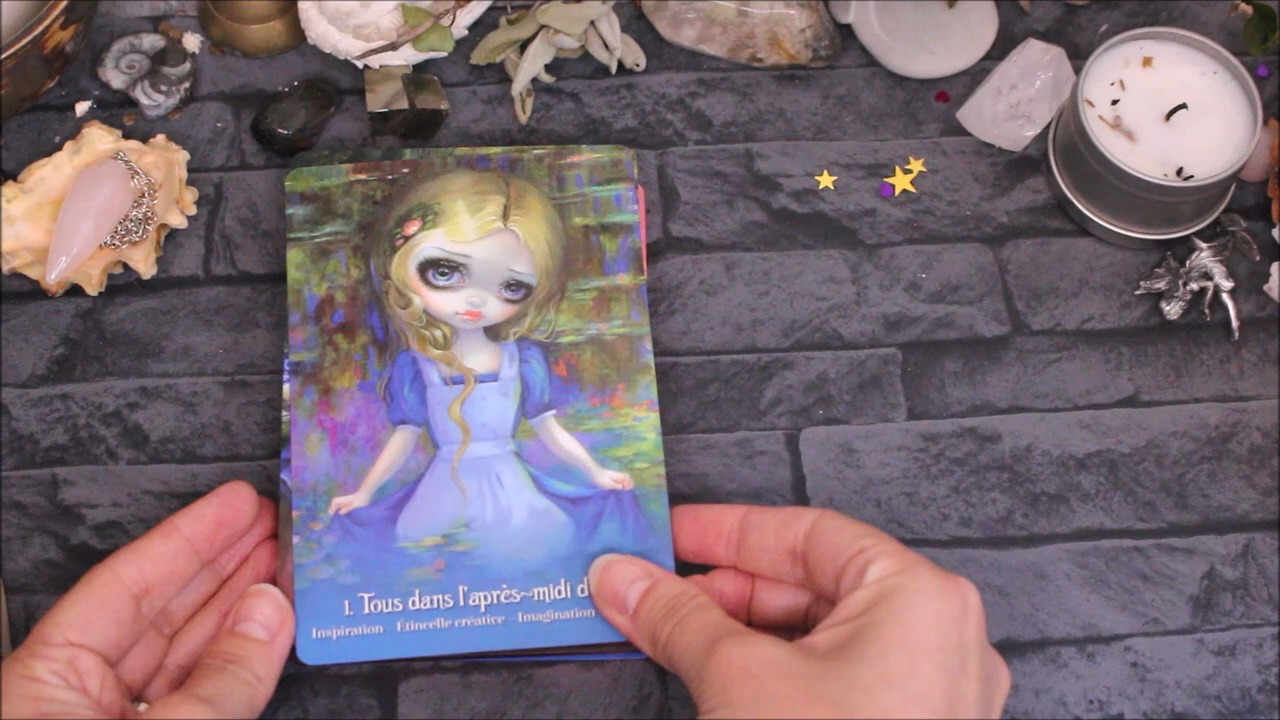 1. Tous dans l'après-midi d
Inspiration - Étincelle créative - Imagination